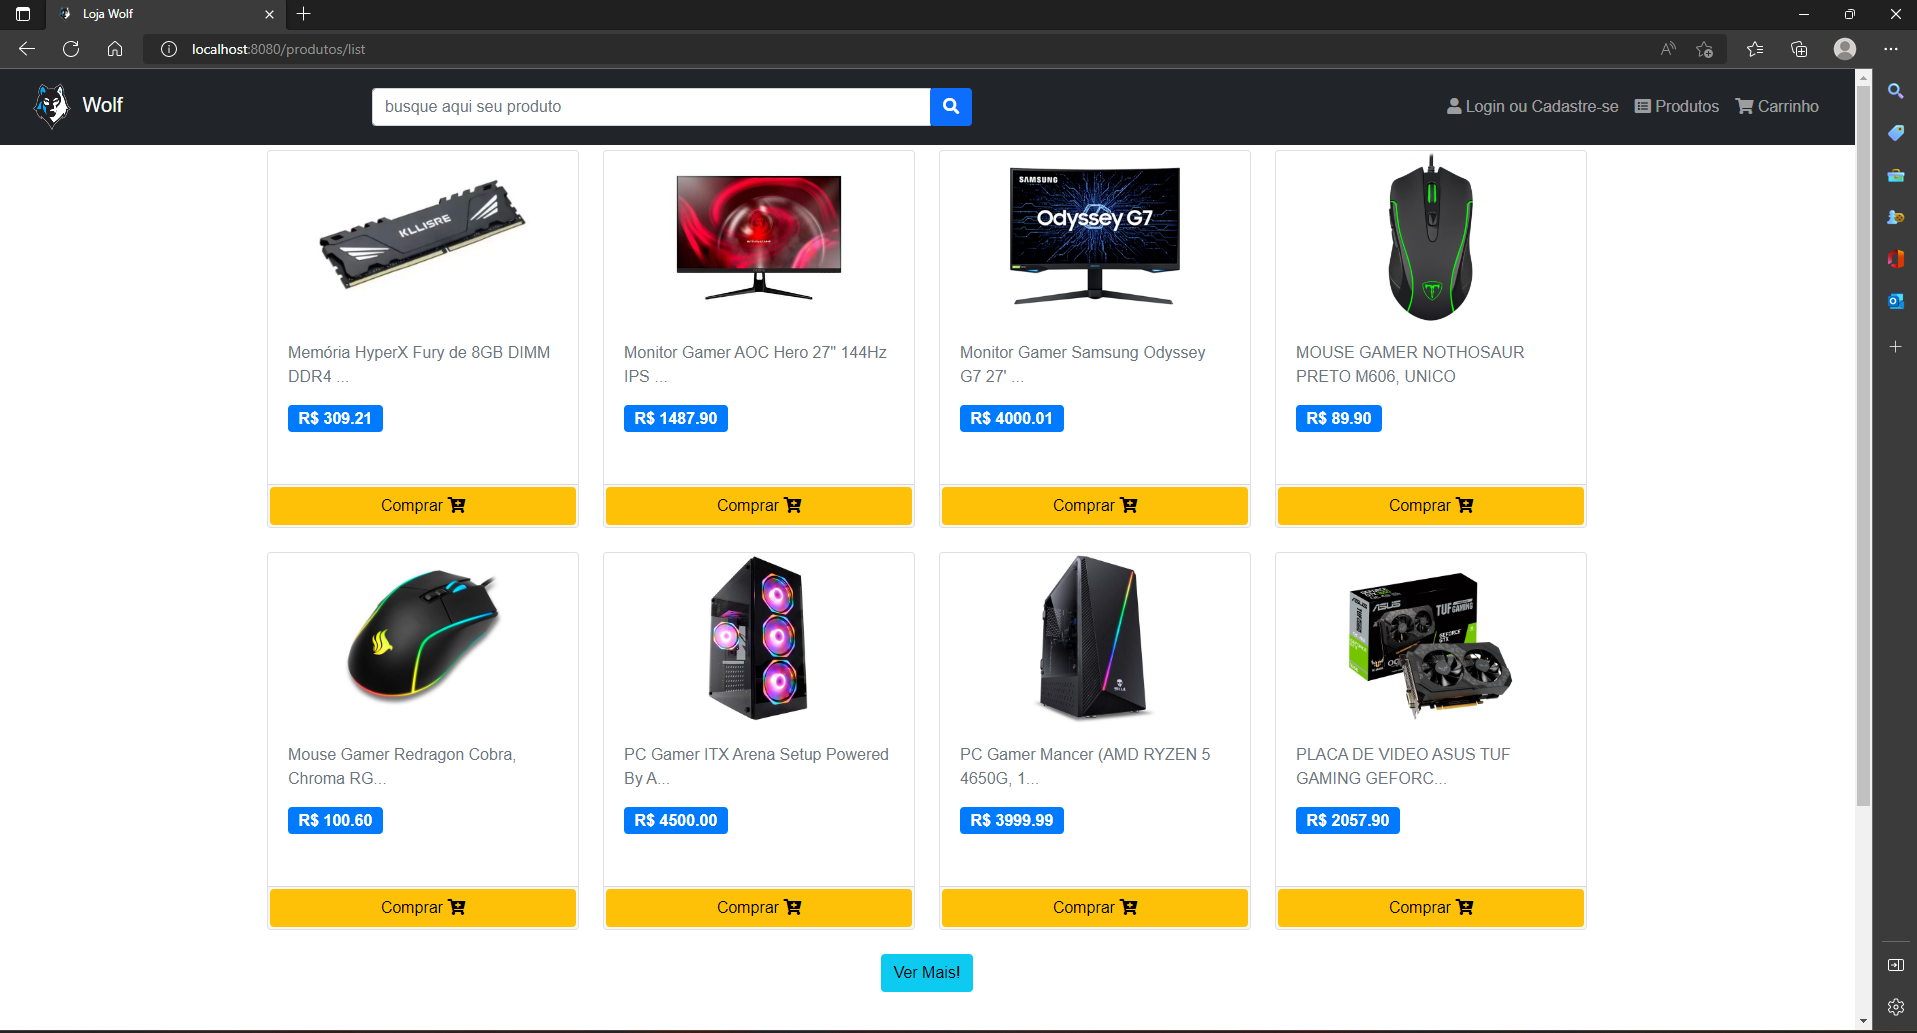 Loja Wolf
localhost:8080/produtos/list
Wolf
busque aqui seu produto
Login ou Cadastre-se
Produtos
Carrinho
KLLISRE
SAMSUNG
Odyssey G7
Memória HyperX Fury de 8GB DIMM
DDR4 ...
R$ 309.21
Comprar
Monitor Gamer AOC Hero 27" 144Hz
IPS ...
R$ 1487.90
Comprar
Monitor Gamer Samsung Odyssey
G7 27' ...
R$ 4000.01
Comprar
MOUSE GAMER NOTHOSAUR
PRETO M606, UNICO
R$ 89.90
Comprar
ASUS
TUF GAMING
GEFORCE
GTX
Mouse Gamer Redragon Cobra,
Chroma RG...
R$ 100.60
Comprar
PC Gamer ITX Arena Setup Powered
By A...
R$ 4500.00
Comprar
PC Gamer Mancer (AMD RYZEN 5
4650G, 1...
R$ 3999.99
Comprar
PLACA DE VIDEO ASUS TUF
GAMING GEFORC...
R$ 2057.90
Comprar
Ver Mais!